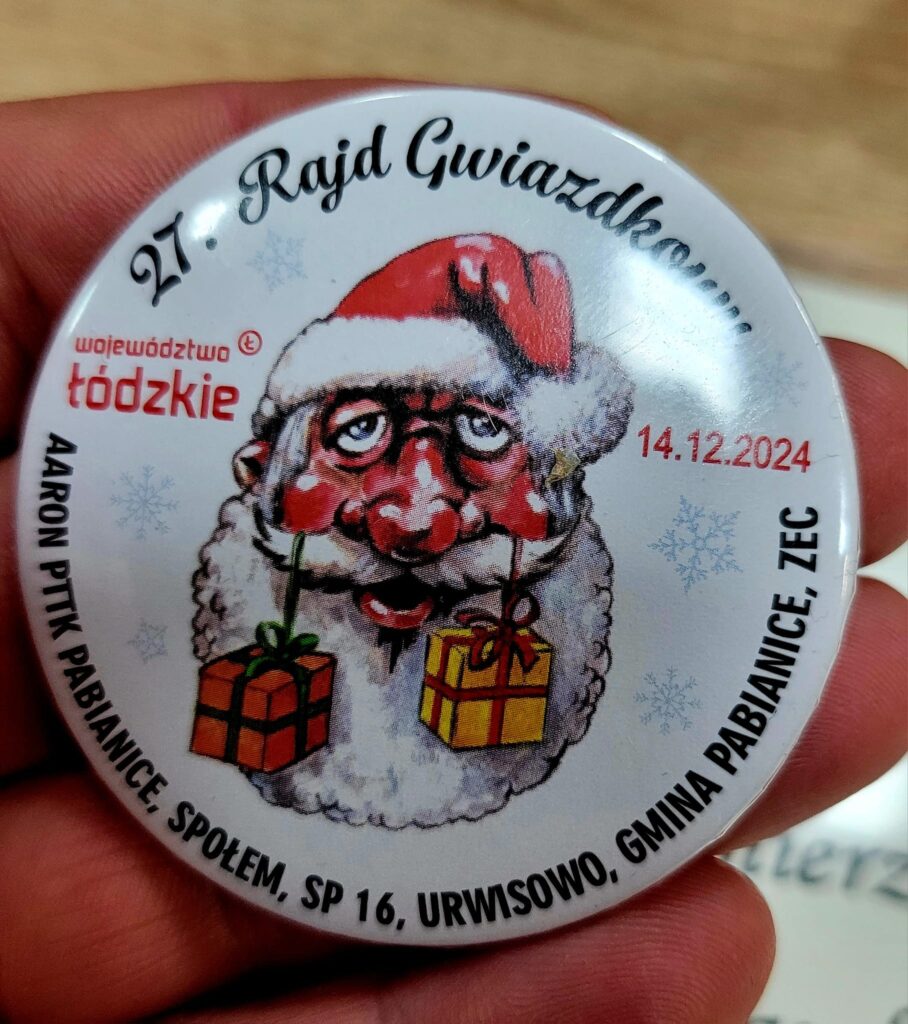 27. Rajd Gwiazdkowy
województwo Ł
łódzkie
14.12.2024
AARON PTTK PABIANICE, SPOŁEM, SP 16, URWISOWO, GMINA PABIANICE, ZEC